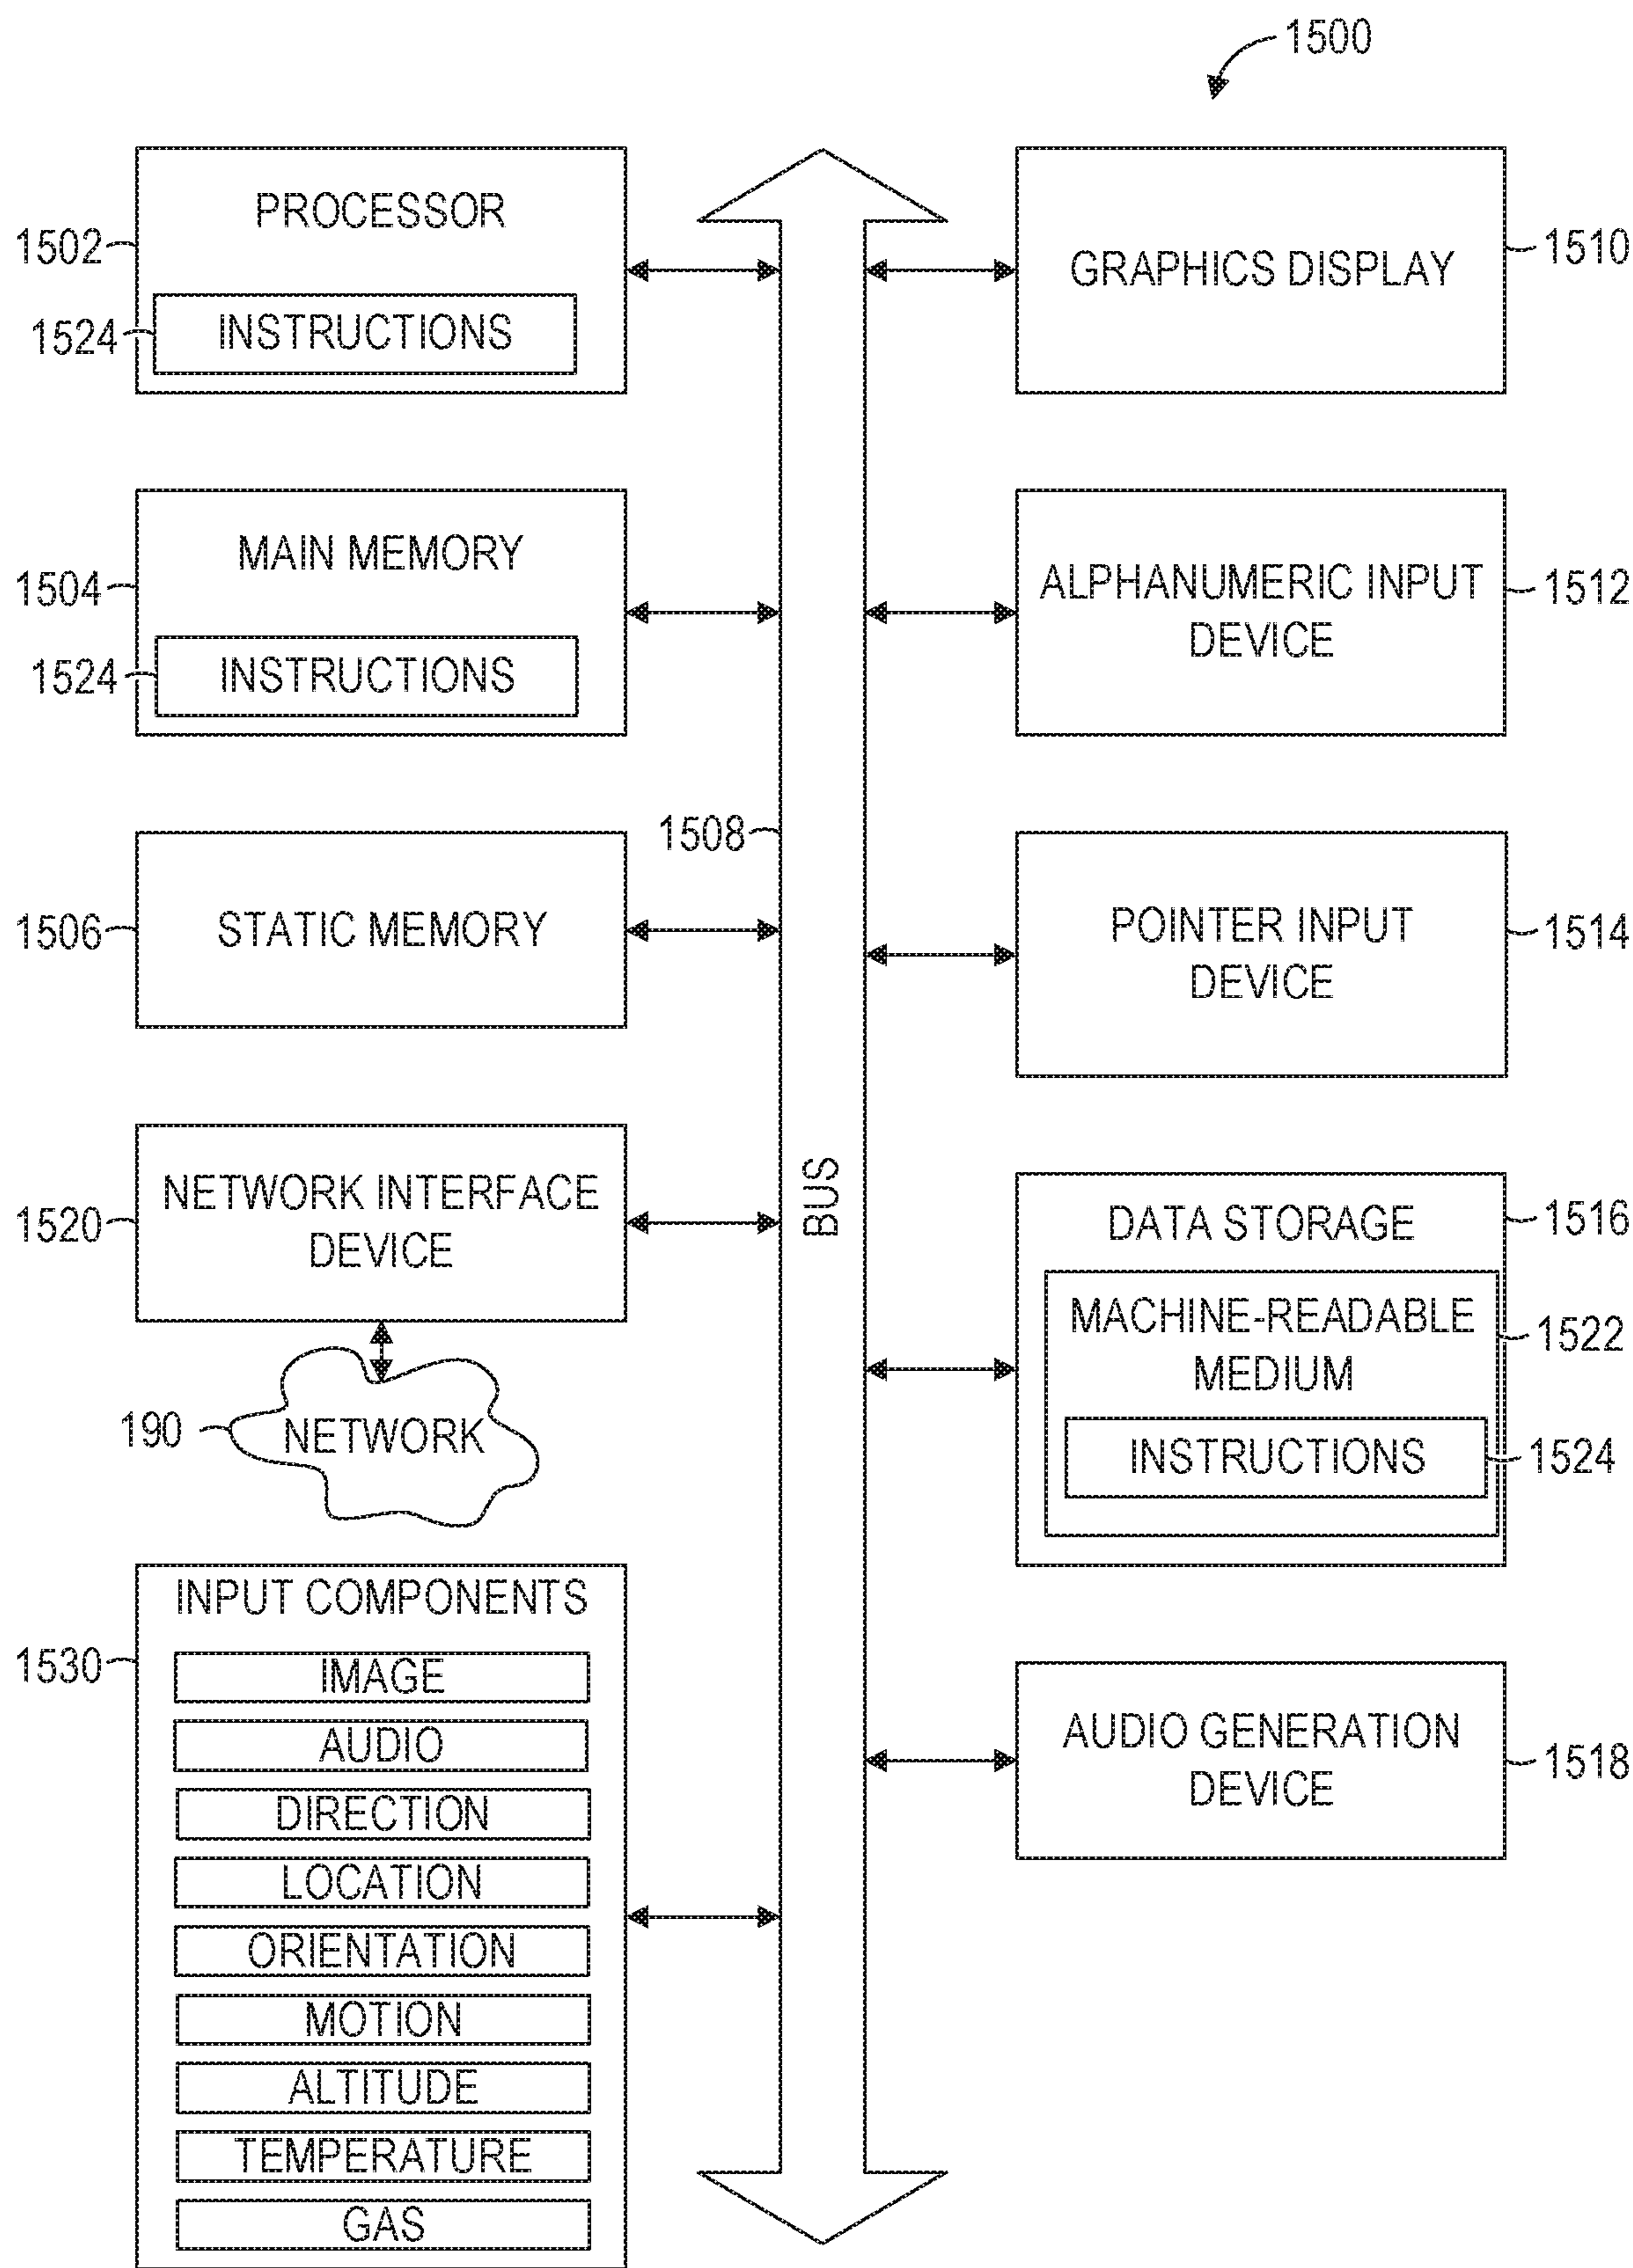 1500
PROCESSOR
1502
1524
INSTRUCTIONS
MAIN MEMORY
1504
1524
INSTRUCTIONS
1508
1506
STATIC MEMORY
NETWORK INTERFACE
DEVICE
1520
190
NETWORK
INPUT COMPONENTS
1530
IMAGE
AUDIO
DIRECTION
LOCATION
ORIENTATION
MOTION
ALTITUDE
TEMPERATURE
GAS
BUS
GRAPHICS DISPLAY
1510
ALPHANUMERIC INPUT
DEVICE
1512
POINTER INPUT
DEVICE
1514
DATA STORAGE
1516
MACHINE-READABLE
MEDIUM
1522
INSTRUCTIONS
1524
AUDIO GENERATION
DEVICE
1518